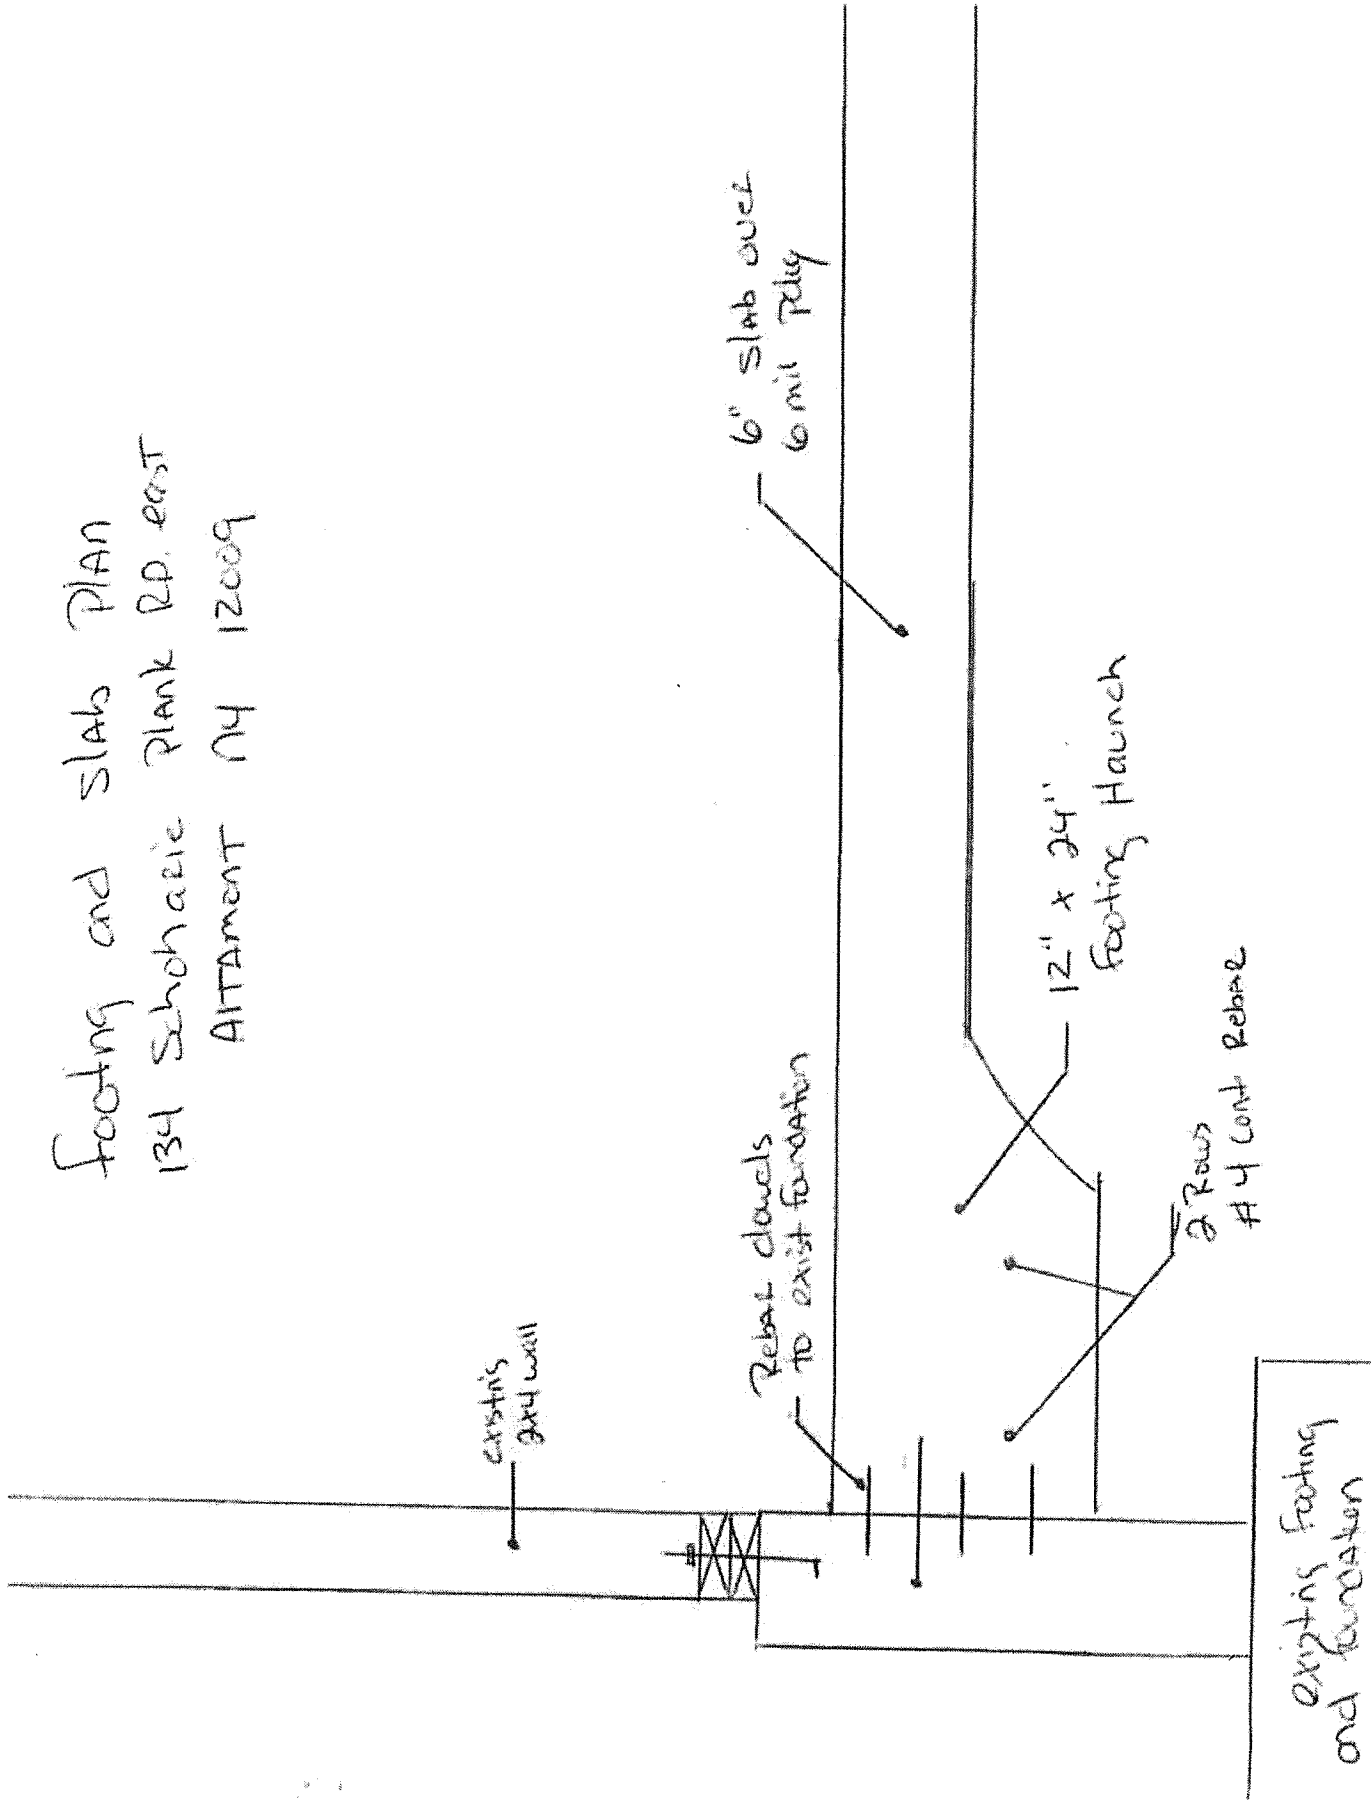 footing and slab plan
134 Schoharie Plank RD. east
Altamont NY 12009
existing
2x4 wall
6" slab over
6 mil poly
Rebar dowels
to exist foundation
12" x 24"
Footing Haunch
2 Rows
#4 cont Rebar
existing footing
and foundation